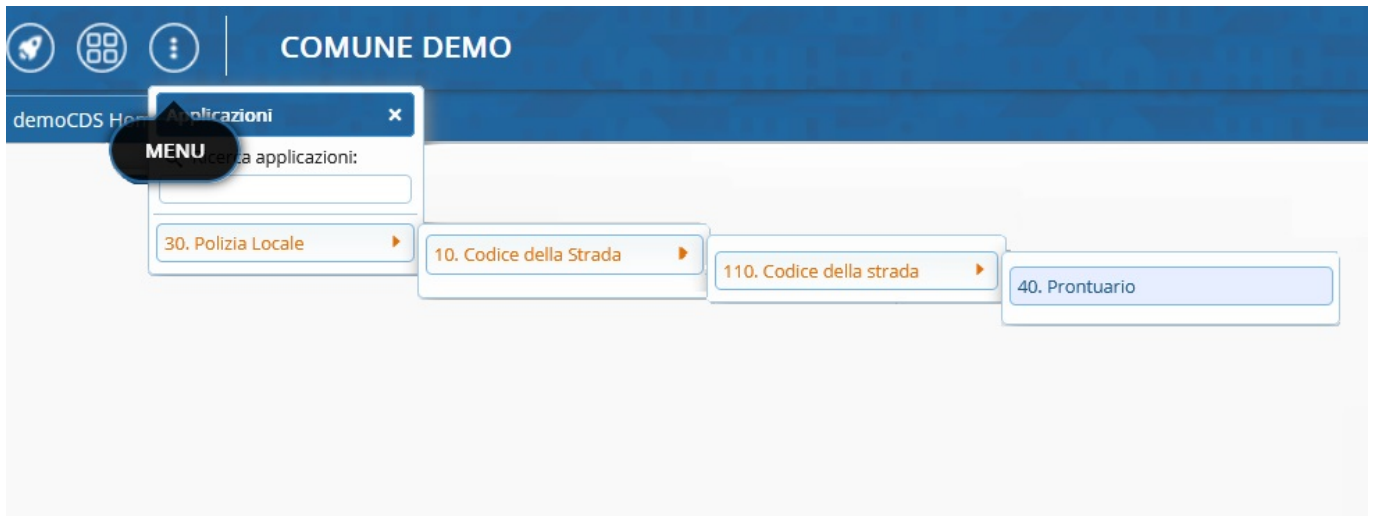 COMUNE DEMO
demoCDS
Applicazioni
MENU
applicazioni:
30. Polizia Locale
10. Codice della Strada
110. Codice della strada
40. Prontuario